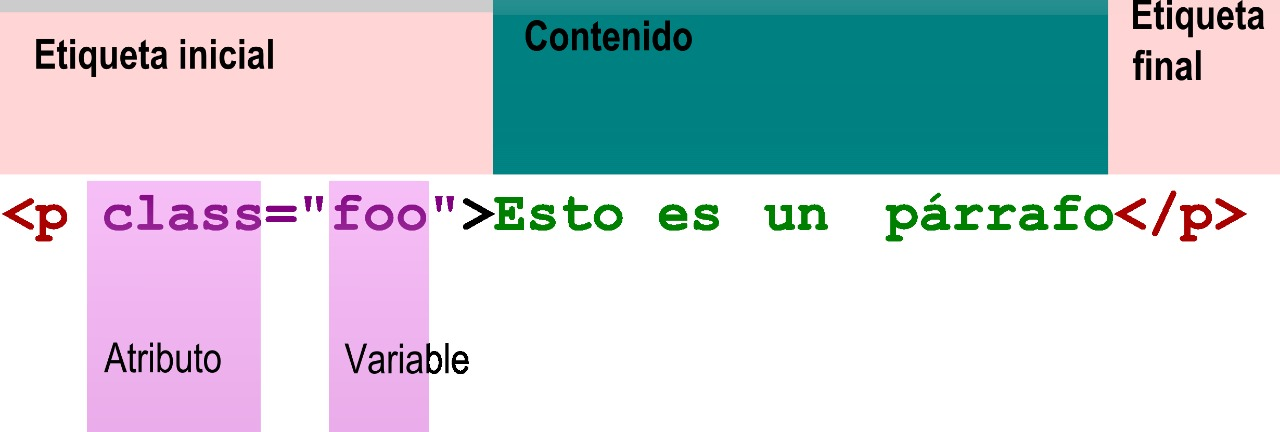 Etiqueta inicial
Contenido
Etiqueta
final
<p class="foo">Esto es un párrafo</p>
Atributo
Variable